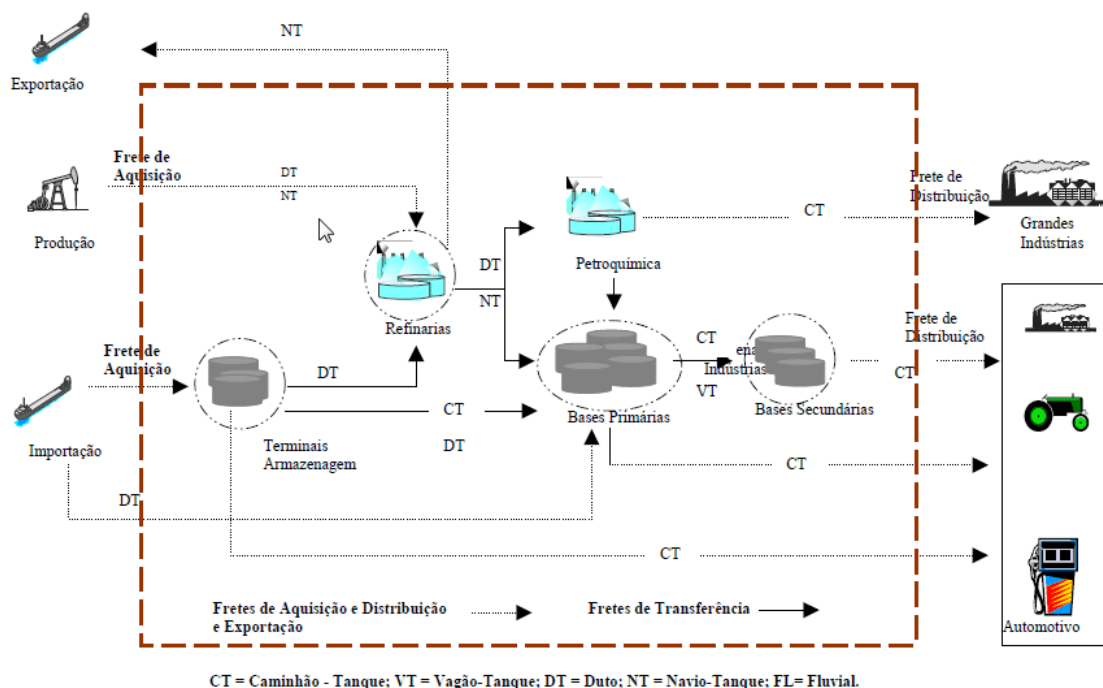 NT
Exportação
Frete de
Aquisição
DT
NT
Produção
Frete de
Distribuição
CT
Grandes
Indústrias
Petroquímica
DT
NT
Refinarias
Frete de
Distribuição
Frete de
Aquisição
DT
CT
ena
Indústrias
VT
CT
CT
DT
Bases Primárias
Bases Secundárias
Importação
Terminais
Armazenagem
CT
DT
CT
Fretes de Aquisição e Distribuição
e Exportação
Fretes de Transferência
Automotivo
CT = Caminhão - Tanque; VT = Vagão-Tanque; DT = Duto; NT = Navio-Tanque; FL= Fluvial.